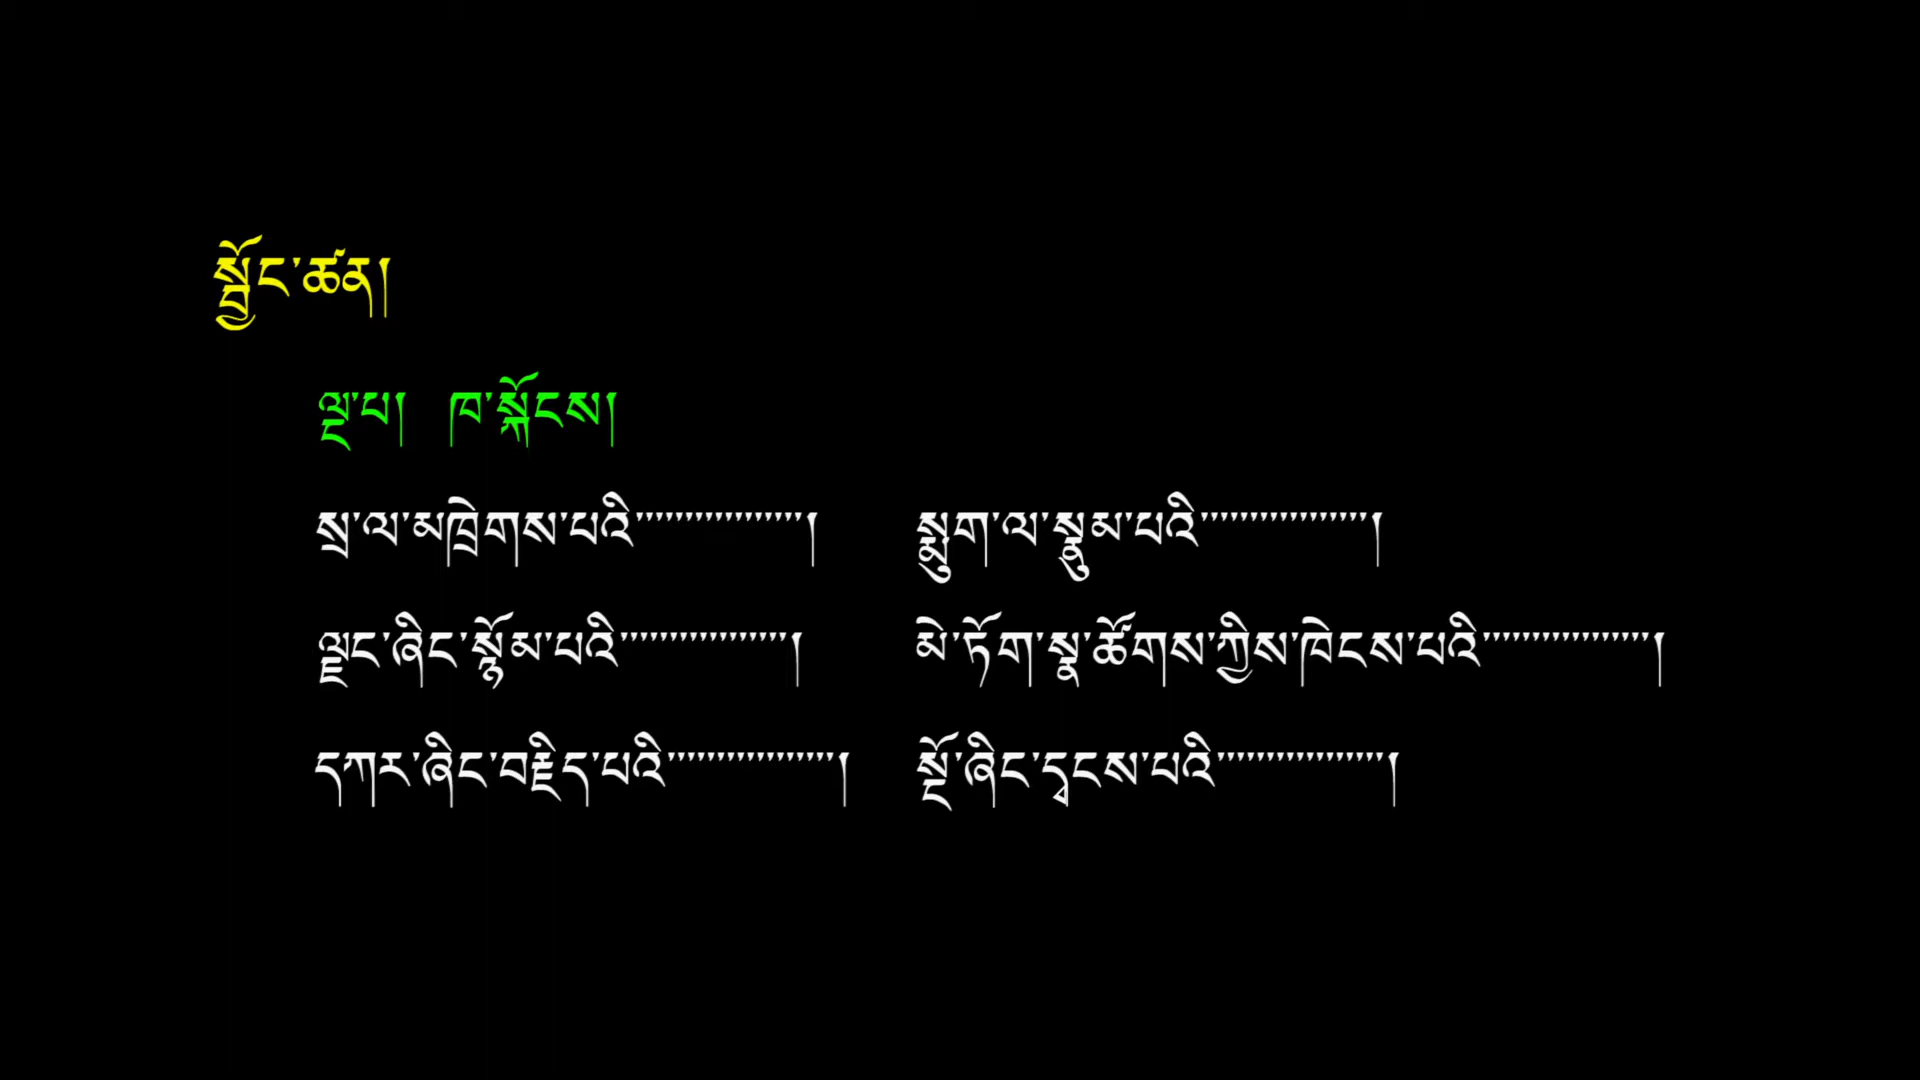 སྦྱོང་ཚན།
ལྔ་པ། ཁ་སྐོངས།
སྲ་ལ་མཁྲེགས་པའི་་་་་་་་་་་་་་་་་། སྨུག་ལ་སྣུམ་པའི་་་་་་་་་་་་་་་་་།
ལྗང་ཞིང་སྙོམ་པའི་་་་་་་་་་་་་་་་་། མེ་ཏོག་སྣ་ཚོགས་ཀྱིས་ཁེངས་པའི་་་་་་་་་་་་་་་་་།
དཀར་ཞིང་བརྗིད་པའི་་་་་་་་་་་་་་་་་། སྔོ་ཞིང་དྭངས་པའི་་་་་་་་་་་་་་་་་།